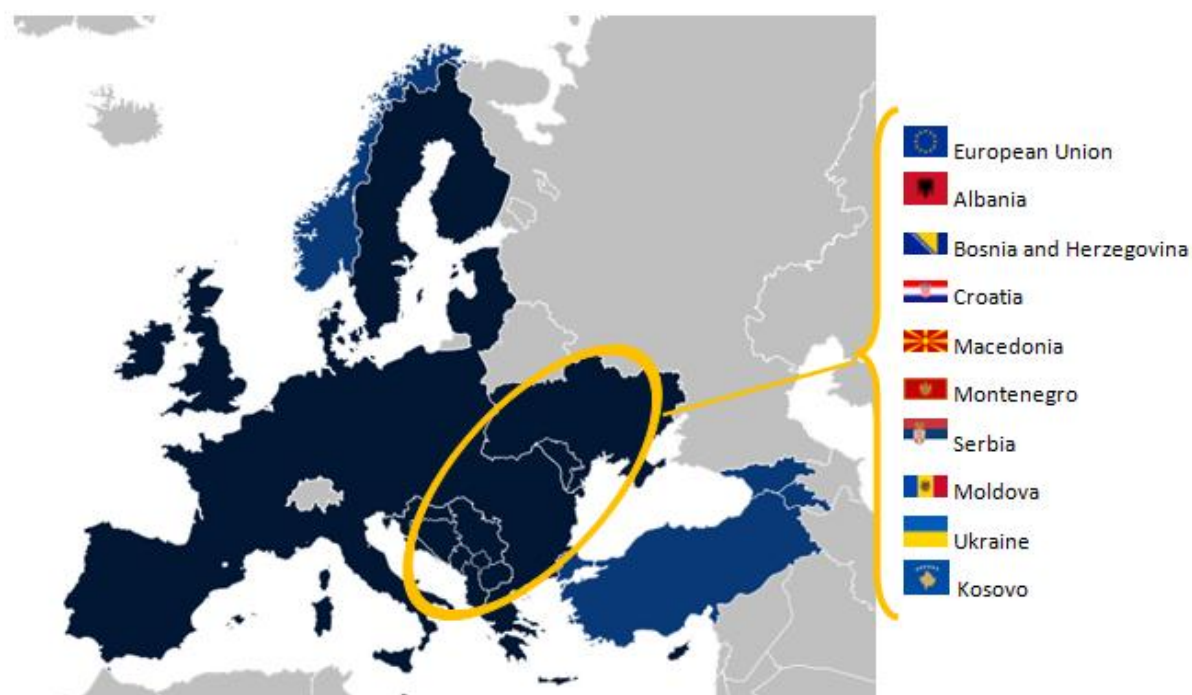 European Union
Albania
Bosnia and Herzegovina
Croatia
Macedonia
Montenegro
Serbia
Moldova
Ukraine
Kosovo